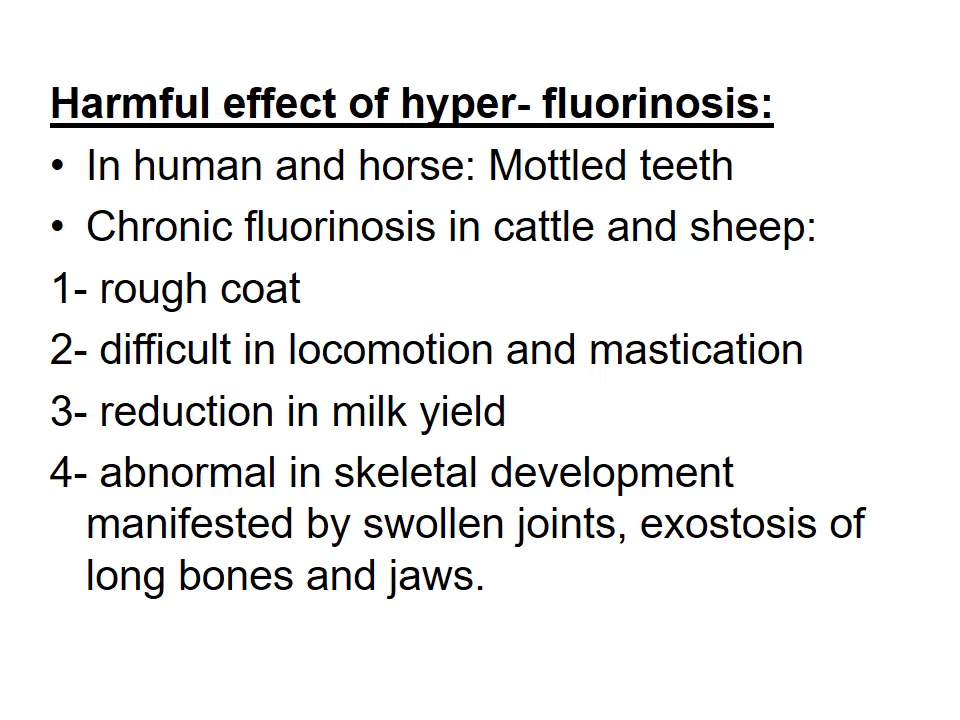 Harmful effect of hyper- fluorinosis:
• In human and horse: Mottled teeth
• Chronic fluorinosis in cattle and sheep:
1- rough coat
2- difficult in locomotion and mastication
3- reduction in milk yield
4- abnormal in skeletal development
manifested by swollen joints, exostosis of
long bones and jaws.